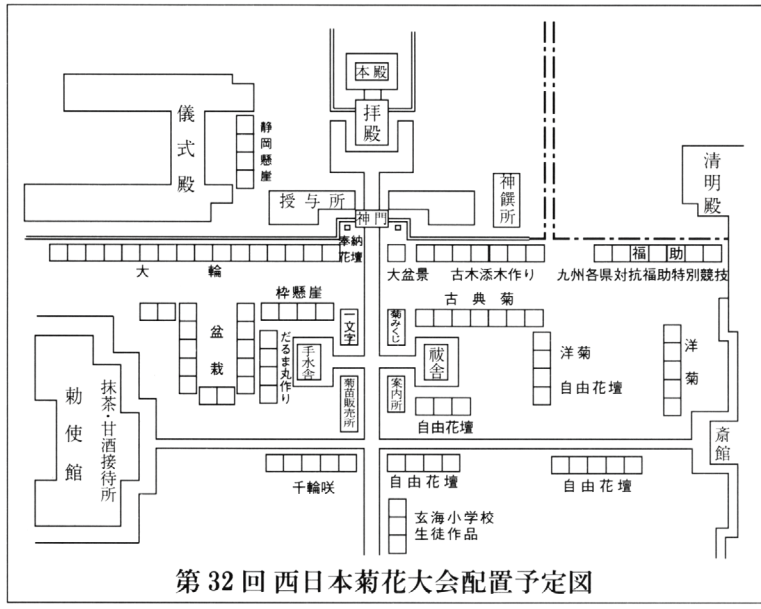 本殿
拝殿
儀式殿
静岡懸崖
清明殿
神饌所
授与所
神門
奉納
花壇
大輪
大盆景
古木添木作り
福助
九州各県対抗福助特別競技
枠懸崖
古典菊
一文字
菊みくじ
盆栽
だるま丸作り
手水舎
祓舎
洋菊
自由花壇
洋菊
勅使館
抹茶・甘酒接待所
菊苗販売所
案内所
自由花壇
斎館
千輪咲
自由花壇
自由花壇
玄海小学校
生徒作品
第32回 西日本菊花大会配置予定図